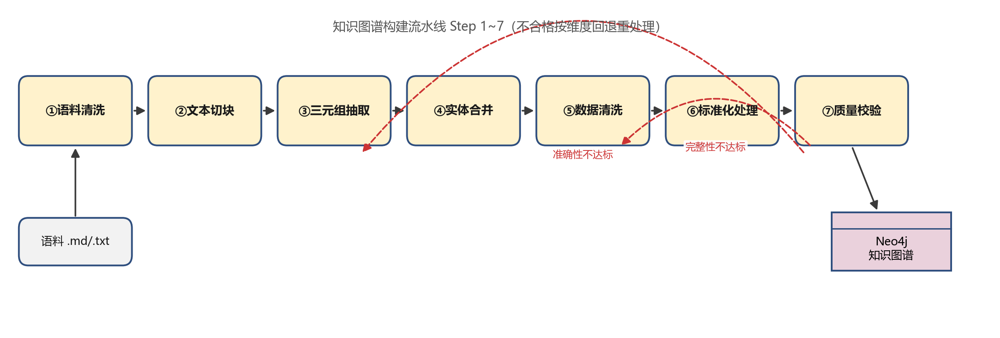 知识图谱构建流水线 Step 1~7（不合格按维度回退重处理）
①语料清洗
②文本切块
③三元组抽取
④实体合并
⑤数据清洗
⑥标准化处理
⑦质量校验
完整性不达标
准确性不达标
语料 .md/.txt
Neo4j
知识图谱